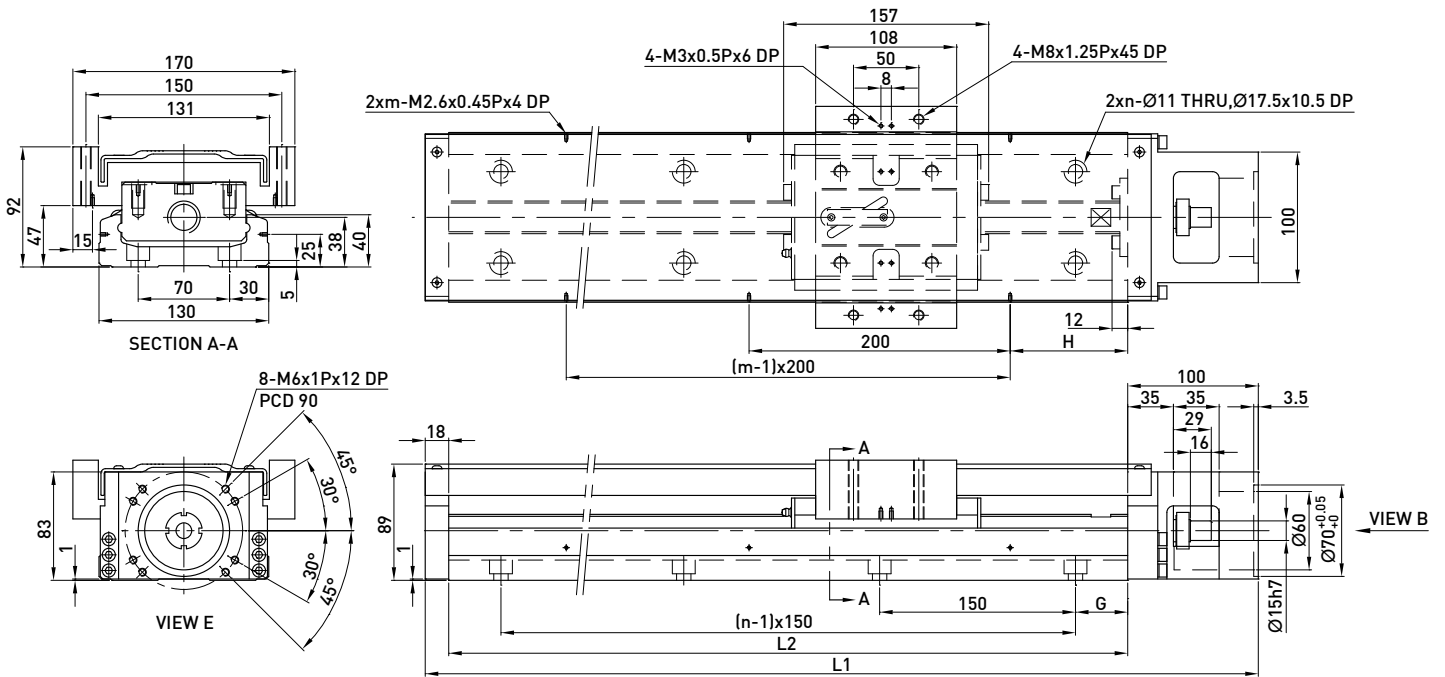 170
150
131
92
47
15
25
38
40
5
70
30
130
SECTION A-A
157
108
50
8
4-M3x0.5Px6 DP
4-M8x1.25Px45 DP
2xm-M2.6x0.45Px4 DP
2xn-Ø11 THRU,Ø17.5x10.5 DP
100
12
200
H
(m-1)x200
8-M6x1Px12 DP
PCD 90
45°
30°
30°
45°
83
1
VIEW E
18
89
1
A
A
150
G
(n-1)x150
L2
L1
100
35
35
3.5
29
16
Ø60
Ø70+0.05 +0
Ø15h7
VIEW B